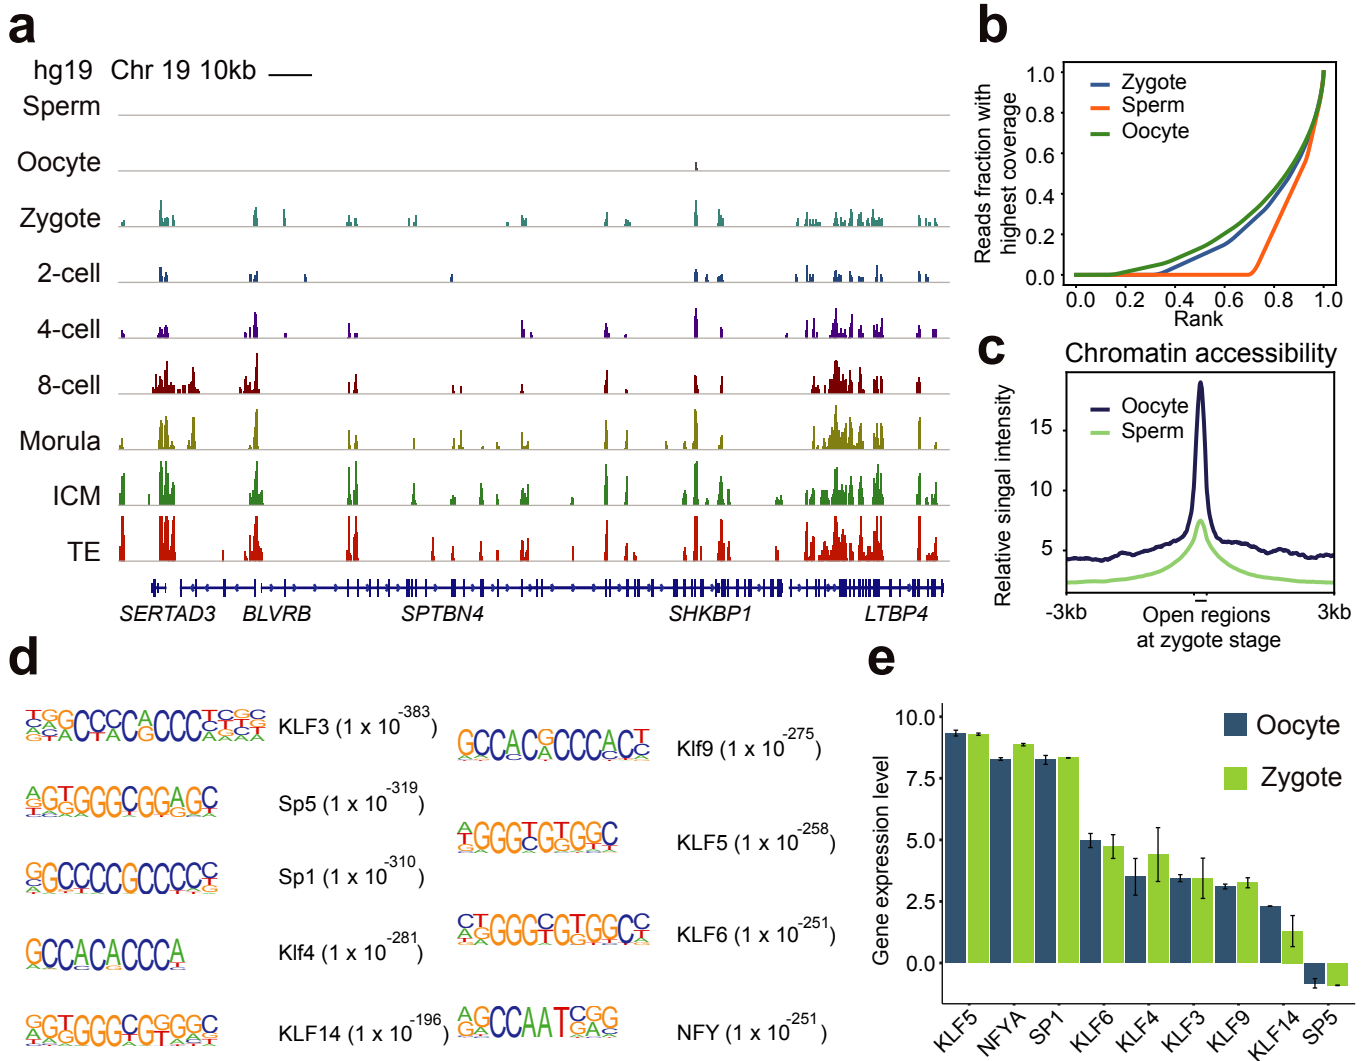 a
hg19 Chr 19 10kb
Sperm
Oocyte
Zygote
2-cell
4-cell
8-cell
Morula
ICM
TE
SERTAD3 BLVRB SPTBN4 SHKBP1 LTBP4
b
Reads fraction with
highest coverage
1.0
0.8
0.6
0.4
0.2
0.0
Zygote
Sperm
Oocyte
0.0 0.2 0.4 0.6 0.8 1.0
Rank
c
Chromatin accessibility
Relative singal intensity
15
10
5
Oocyte
Sperm
-3kb 3kb
Open regions
at zygote stage
d
KLF3 (1 x 10-383)
Sp5 (1 x 10-319)
Sp1 (1 x 10-310)
Klf4 (1 x 10-281)
KLF14 (1 x 10-196)
Klf9 (1 x 10-275)
KLF5 (1 x 10-258)
KLF6 (1 x 10-251)
NFY (1 x 10-251)
e
Gene expression level
10.0
7.5
5.0
2.5
0.0
Oocyte
Zygote
KLF5 NFYA SP1 KLF6 KLF4 KLF3 KLF9 KLF14 SP5